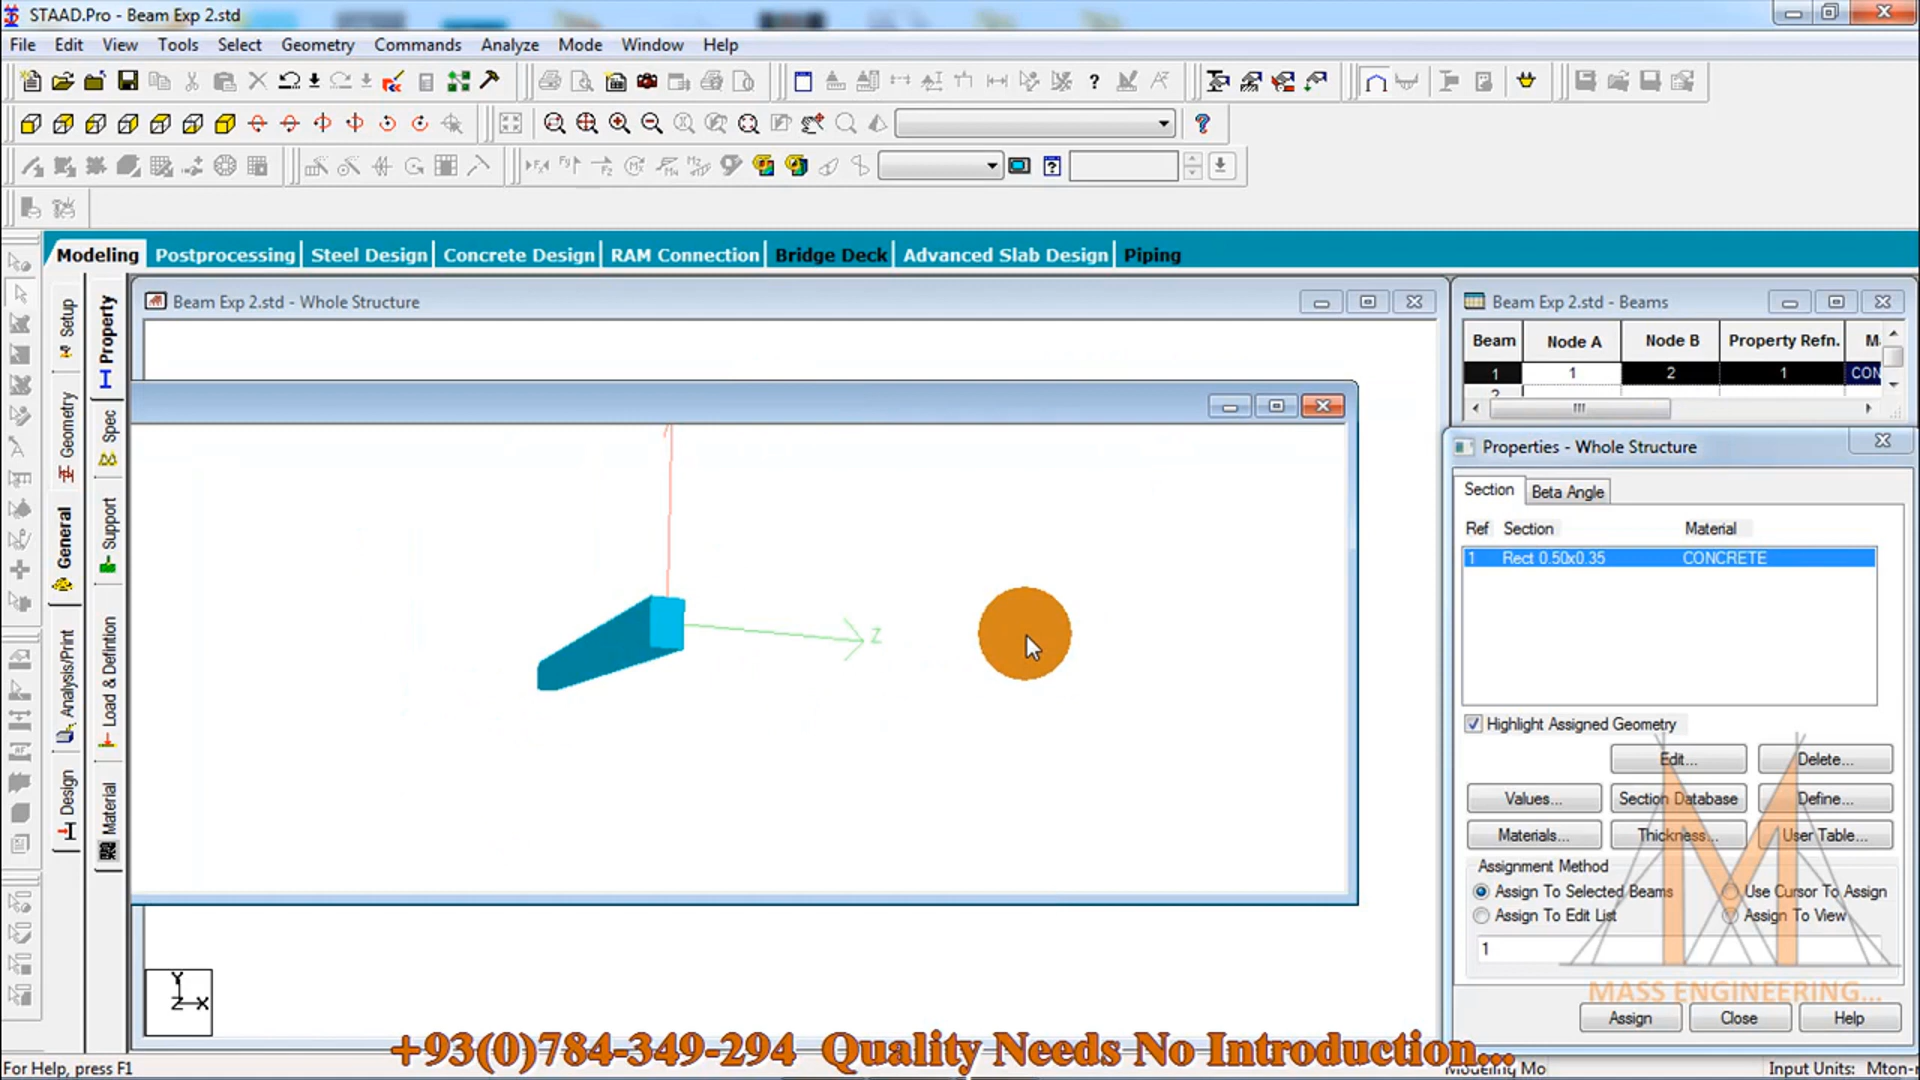 STAAD.Pro - Beam Exp 2.std
File Edit View Tools Select Geometry Commands Analyze Mode Window Help
Modeling Postprocessing Steel Design Concrete Design RAM Connection Bridge Deck Advanced Slab Design Piping
Setup
Geometry
General
Analysis/Print
Design
Property
Spec
Support
Load & Definition
Material
Beam Exp 2.std - Whole Structure
Z
Y
Z X
Beam Exp 2.std - Beams
Beam Node A Node B Property Refn. M
1 1 2 1 CON
2
Properties - Whole Structure
Section Beta Angle
Ref Section Material
1 Rect 0.50x0.35 CONCRETE
Highlight Assigned Geometry
Edit... Delete...
Values... Section Database Define...
Materials... Thickness... User Table...
Assignment Method
Assign To Selected Beams Use Cursor To Assign
Assign To Edit List Assign To View
1
MASS ENGINEERING...
Assign Close Help
+93(0)784-349-294 Quality Needs No Introduction...
For Help, press F1 Modeling Mo Input Units: Mton-